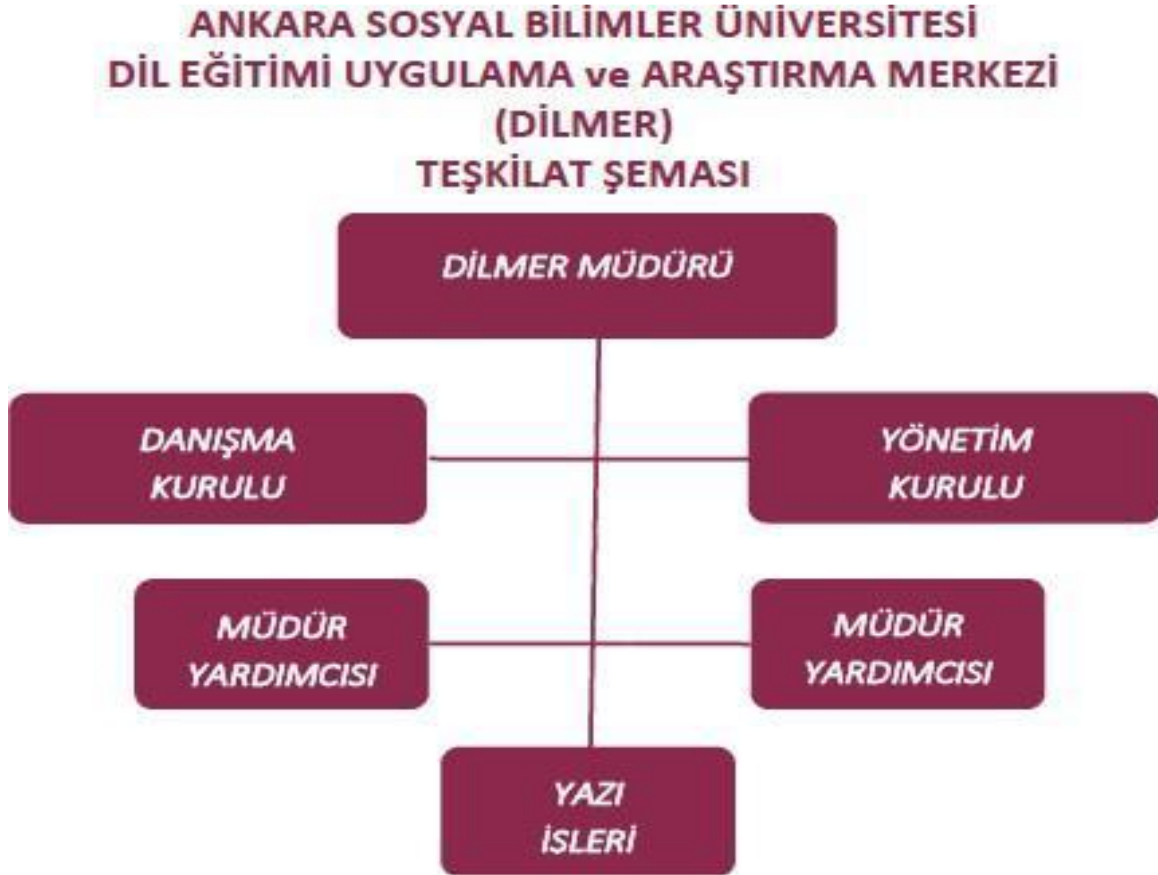 ANKARA SOSYAL BİLİMLER ÜNİVERSİTESİ
DİL EĞİTİMİ UYGULAMA ve ARAŞTIRMA MERKEZİ
(DİLMER)
TEŞKİLAT ŞEMASI
DİLMER MÜDÜRÜ
DANIŞMA
KURULU
YÖNETİM
KURULU
MÜDÜR
YARDIMCISI
MÜDÜR
YARDIMCISI
YAZI
İSLERİ